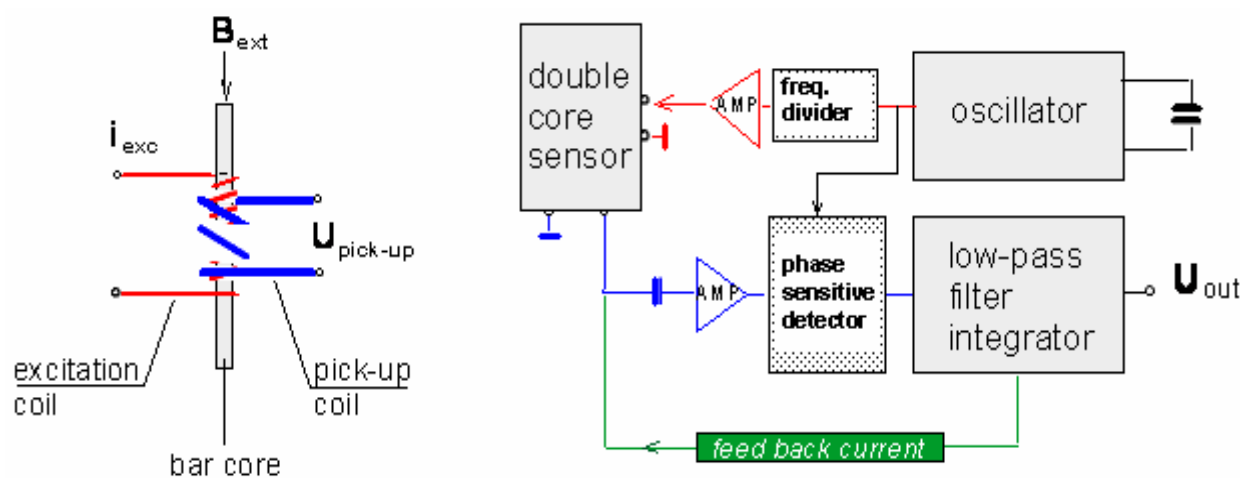 B ext
i exc
U pick-up
excitation
coil
pick-up
coil
bar core
double
core
sensor
AMP
freq.
divider
oscillator
AMP
phase
sensitive
detector
low-pass
filter
integrator
U out
feed back current